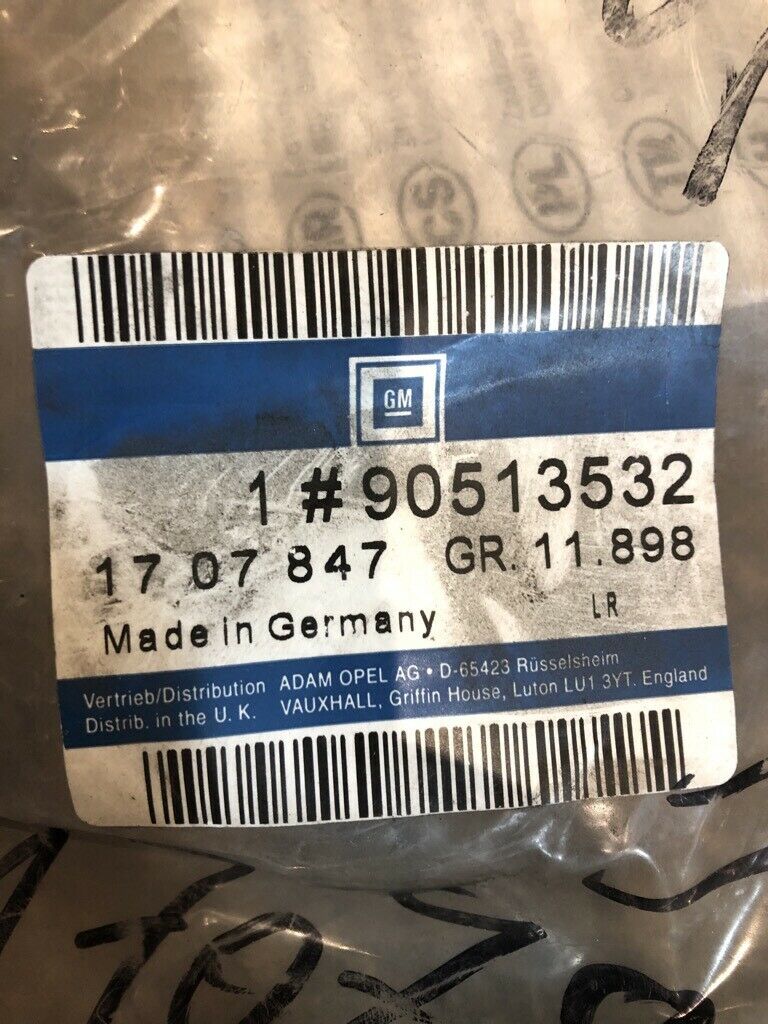 GM
1 #90513532
17 07 847 GR. 11.898
Made in Germany LR
Vertrieb/Distribution ADAM OPEL AG • D-65423 Rüsselsheim
Distrib. in the U. K. VAUXHALL, Griffin House, Luton LU1 3YT. England